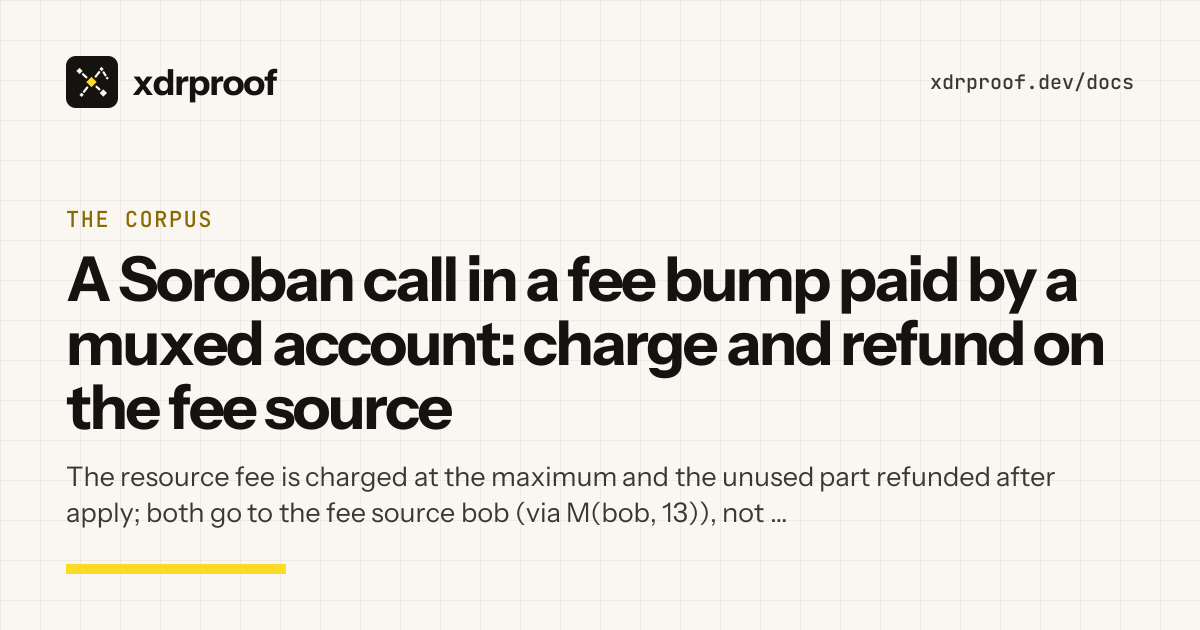 xdrproof
xdrproof.dev/docs
THE CORPUS
A Soroban call in a fee bump paid by a
muxed account: charge and refund on
the fee source
The resource fee is charged at the maximum and the unused part refunded after
apply; both go to the fee source bob (via M(bob, 13)), not ...